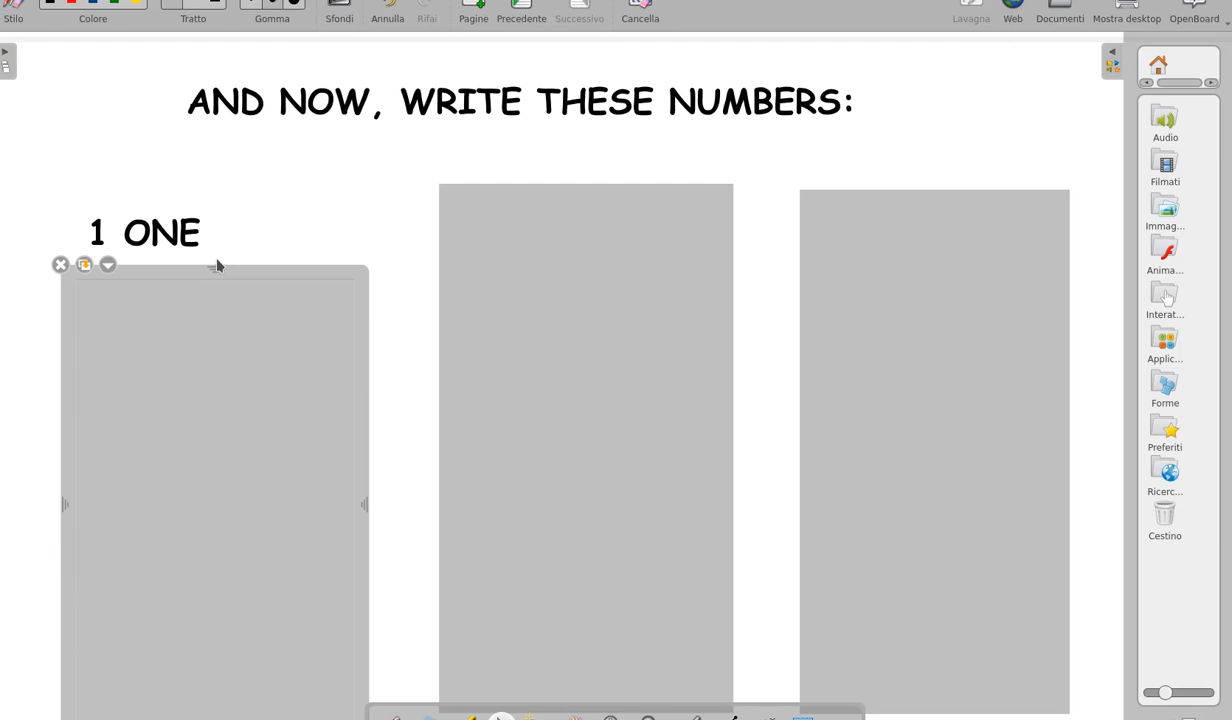 Stilo Colore Tratto Gomma Sfondi Annulla Rifai Pagine Precedente Successivo Cancella Lavagna Web Documenti Mostra desktop OpenBoard
AND NOW, WRITE THESE NUMBERS:
1 ONE
Audio
Filmati
Immag...
Anima...
Interat...
Applic...
Forme
Preferiti
Ricerc...
Cestino